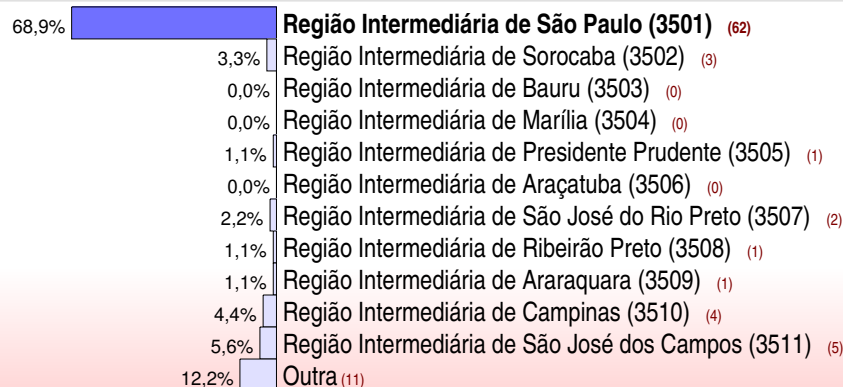 68,9% Região Intermediária de São Paulo (3501) (62)
3,3% Região Intermediária de Sorocaba (3502) (3)
0,0% Região Intermediária de Bauru (3503) (0)
0,0% Região Intermediária de Marília (3504) (0)
1,1% Região Intermediária de Presidente Prudente (3505) (1)
0,0% Região Intermediária de Araçatuba (3506) (0)
2,2% Região Intermediária de São José do Rio Preto (3507) (2)
1,1% Região Intermediária de Ribeirão Preto (3508) (1)
1,1% Região Intermediária de Araraquara (3509) (1)
4,4% Região Intermediária de Campinas (3510) (4)
5,6% Região Intermediária de São José dos Campos (3511) (5)
12,2% Outra (11)